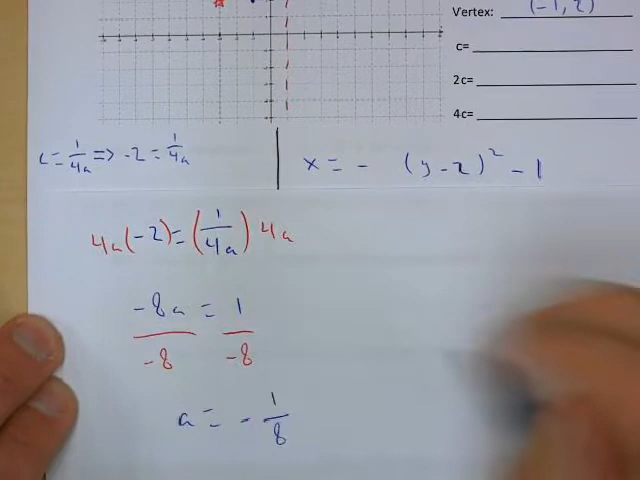 Vertex: (-1, 2)
c=
2c=
4c=
c = 1/4a => -2 = 1/4a
x = - (y - 2)² - 1
4a(-2) = (1/4a) 4a
-8a = 1
-8 -8
a = - 1/8